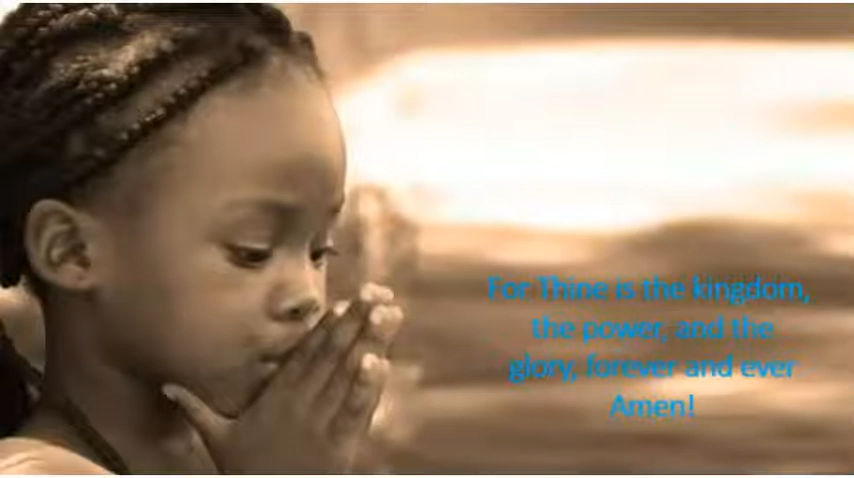 For Thine is the kingdom,
the power, and the
glory, forever and ever
Amen!